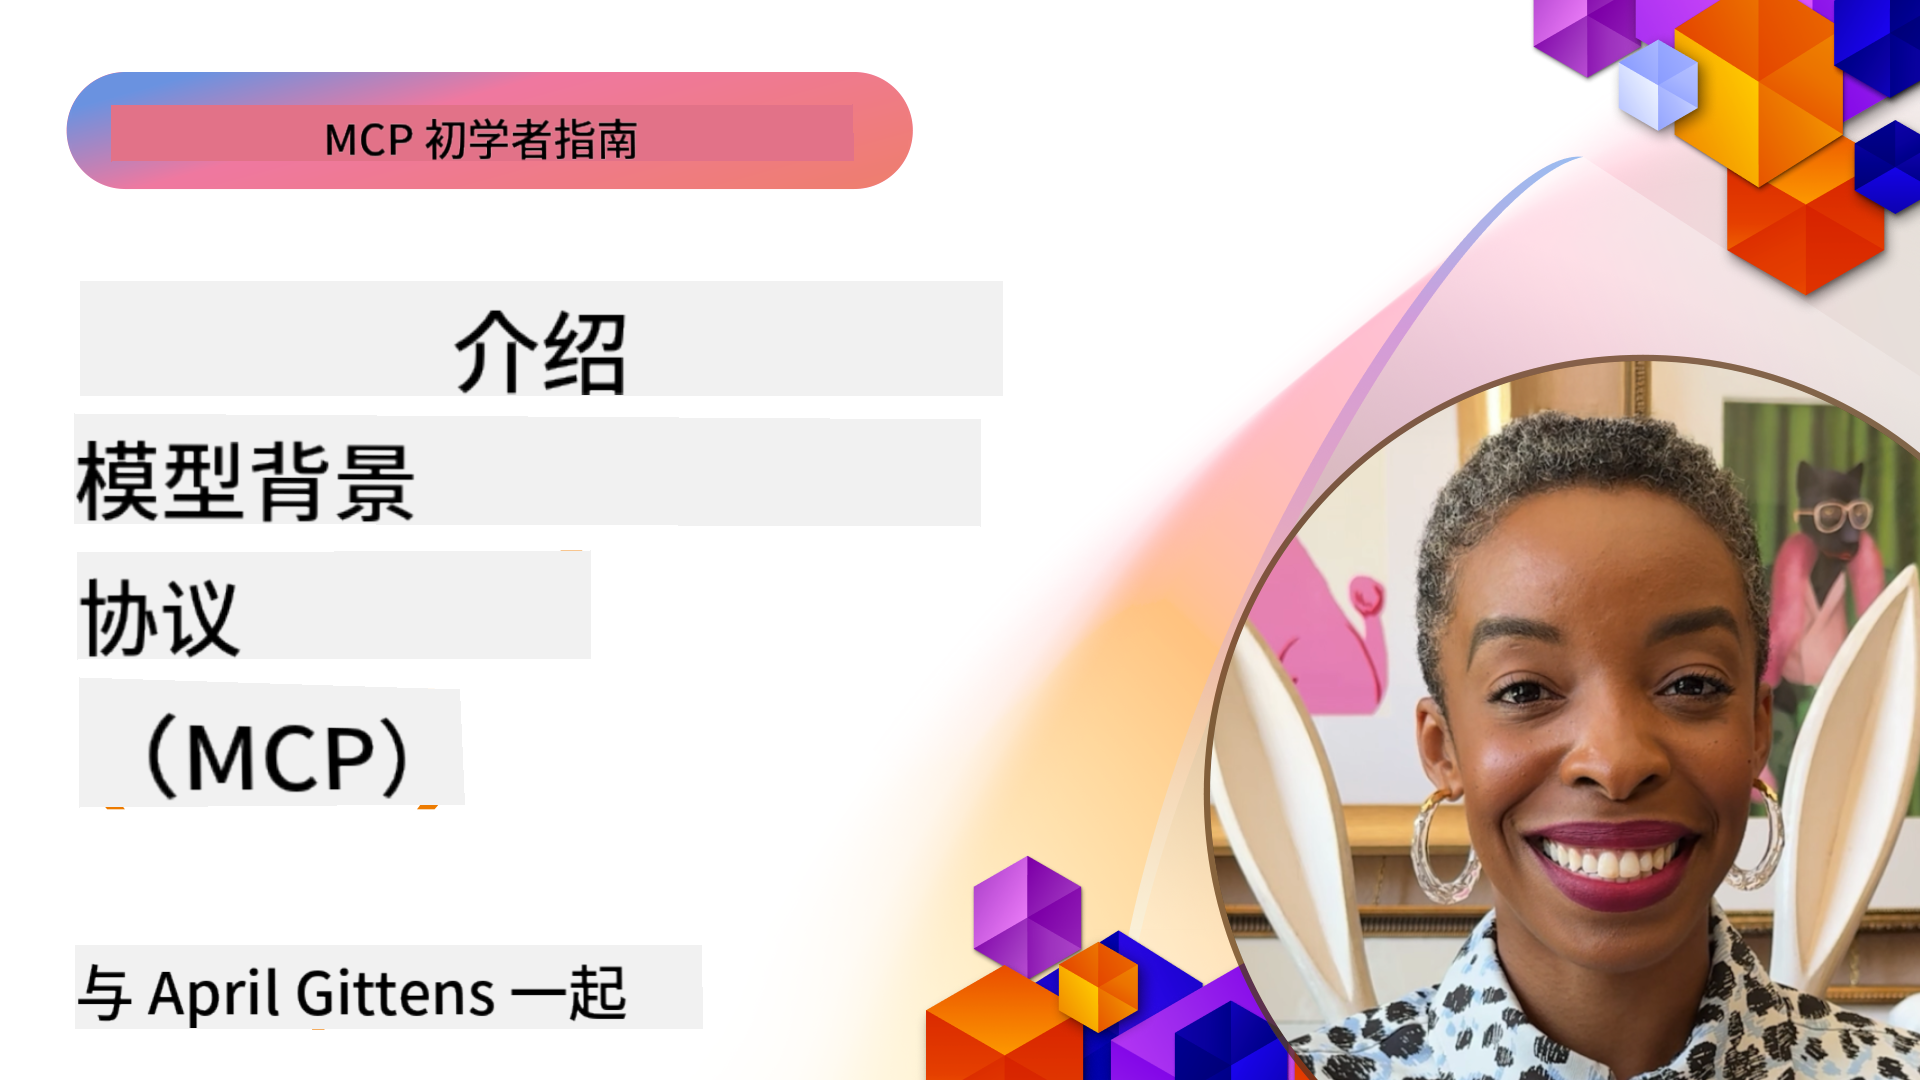 MCP 初学者指南
介绍
模型背景
协议
（MCP）
与 April Gittens 一起